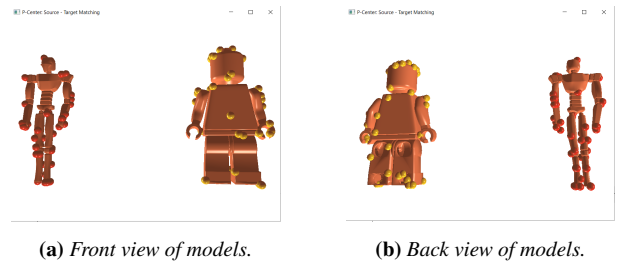 P-Center: Source - Target Matching
P-Center: Source - Target Matching
(a) Front view of models.
(b) Back view of models.